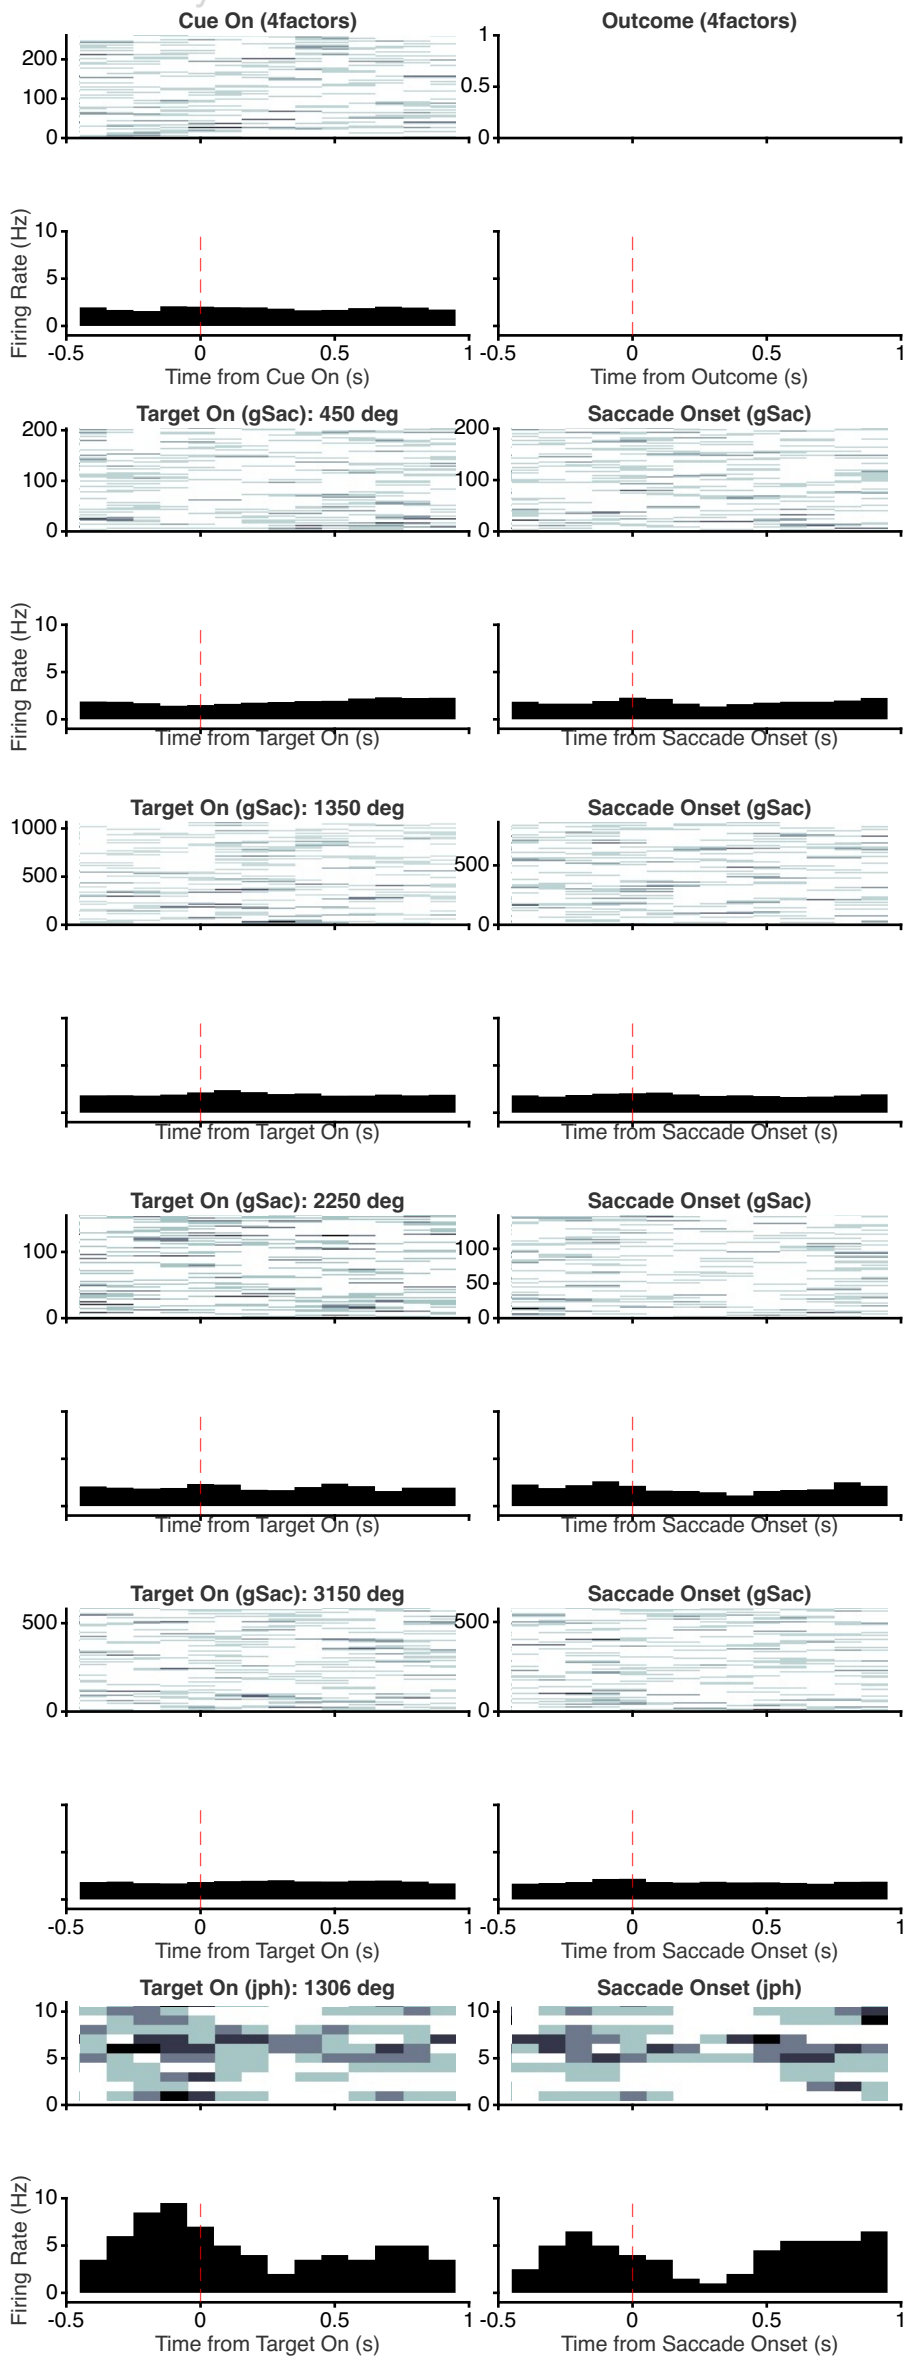 Cue On (4factors)
Outcome (4factors)
200
100
0
1
0.5
0
Firing Rate (Hz)
10
5
0
-0.5 0 0.5 1
Time from Cue On (s)
-0.5 0 0.5 1
Time from Outcome (s)
Target On (gSac): 450 deg
Saccade Onset (gSac)
200
100
0
200
100
0
Firing Rate (Hz)
10
5
0
Time from Target On (s)
Time from Saccade Onset (s)
Target On (gSac): 1350 deg
Saccade Onset (gSac)
1000
500
0
500
0
Time from Target On (s)
Time from Saccade Onset (s)
Target On (gSac): 2250 deg
Saccade Onset (gSac)
100
0
100
50
0
Time from Target On (s)
Time from Saccade Onset (s)
Target On (gSac): 3150 deg
Saccade Onset (gSac)
500
0
500
0
-0.5 0 0.5 1
Time from Target On (s)
-0.5 0 0.5 1
Time from Saccade Onset (s)
Target On (jph): 1306 deg
Saccade Onset (jph)
10
5
0
10
5
0
Firing Rate (Hz)
10
5
0
-0.5 0 0.5 1
Time from Target On (s)
-0.5 0 0.5 1
Time from Saccade Onset (s)